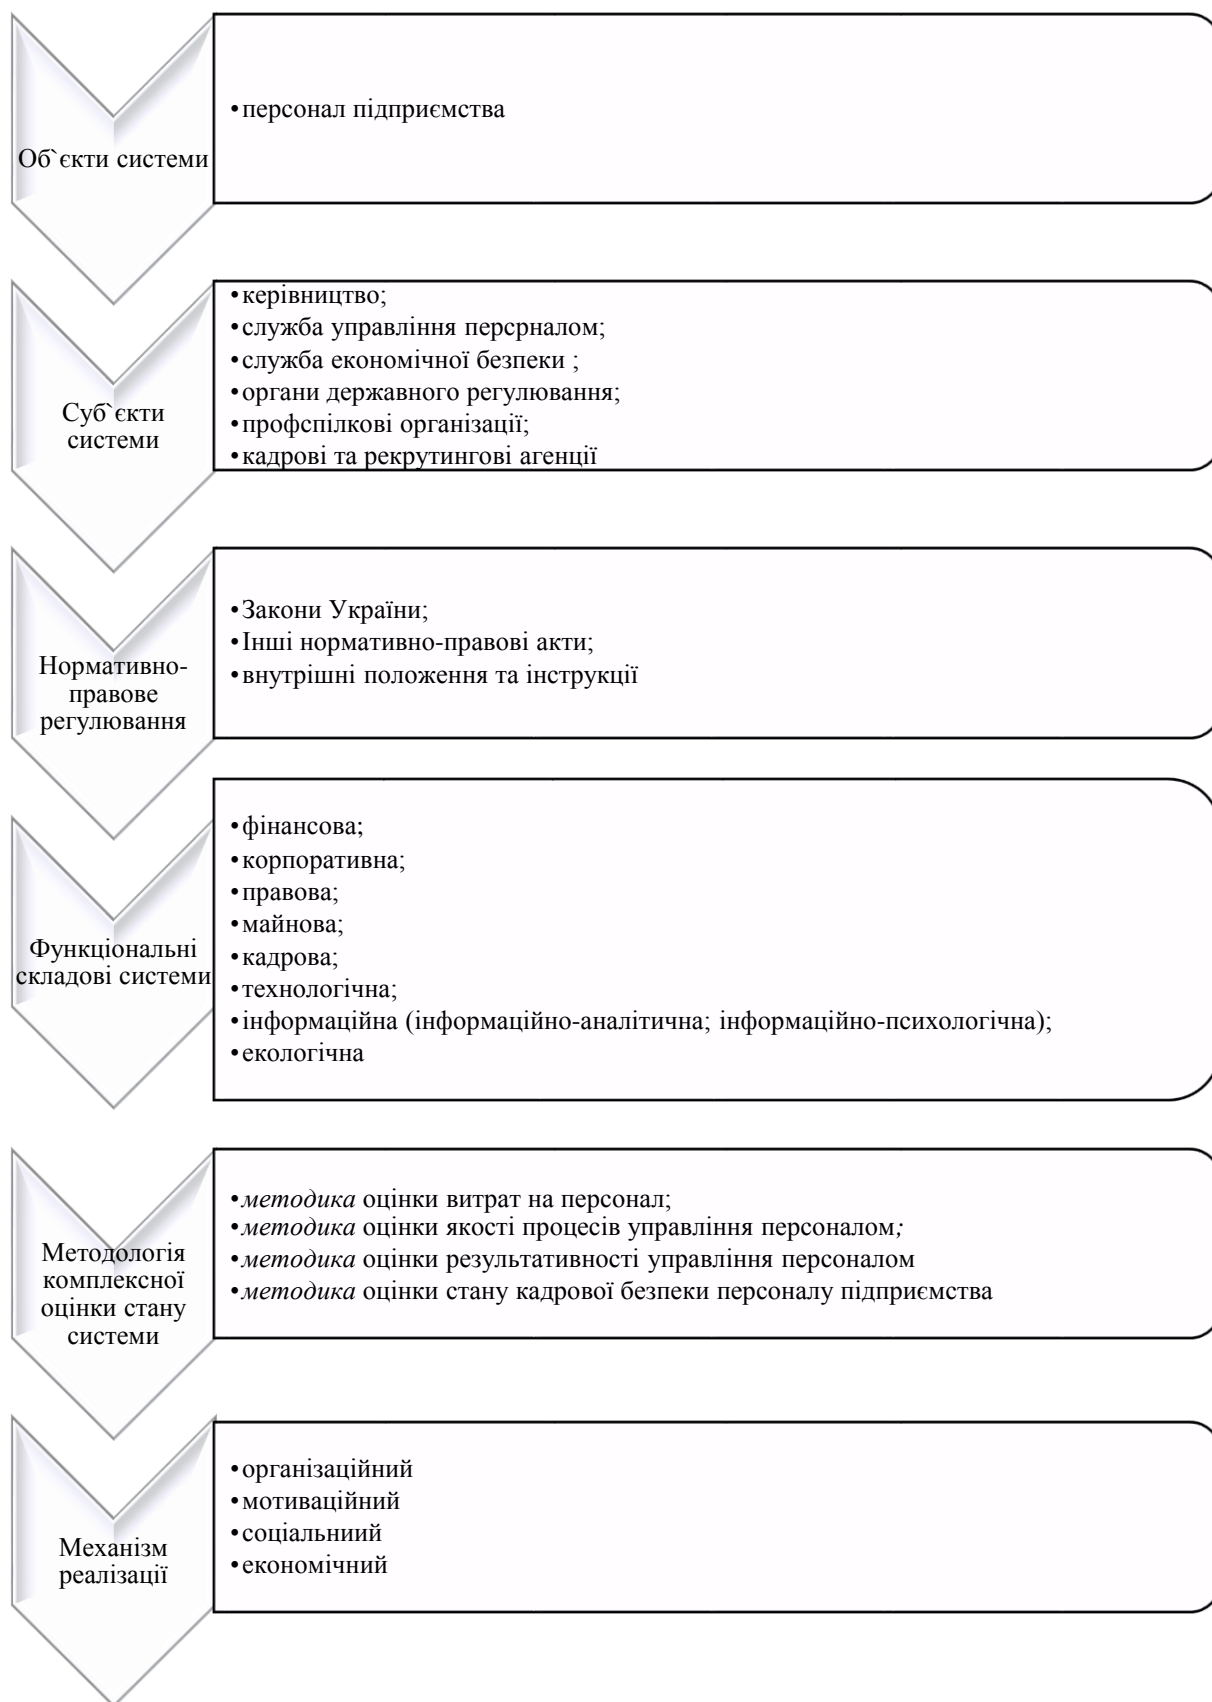 Об`єкти системи
•персонал підприємства
Суб`єкти
системи
•керівництво;
•служба управління персрналом;
•служба економічної безпеки ;
•органи державного регулювання;
•профспілкові організації;
•кадрові та рекрутингові агенції
Нормативно-
правове
регулювання
•Закони України;
•Інші нормативно-правові акти;
•внутрішні положення та інструкції
Функціональні
складові системи
•фінансова;
•корпоративна;
•правова;
•майнова;
•кадрова;
•технологічна;
•інформаційна (інформаційно-аналітична; інформаційно-психологічна);
•екологічна
Методологія
комплексної
оцінки стану
системи
•методика оцінки витрат на персонал;
•методика оцінки якості процесів управління персоналом;
•методика оцінки результативності управління персоналом
•методика оцінки стану кадрової безпеки персоналу підприємства
Механізм
реалізації
•організаційний
•мотиваційний
•соціальниий
•економічний